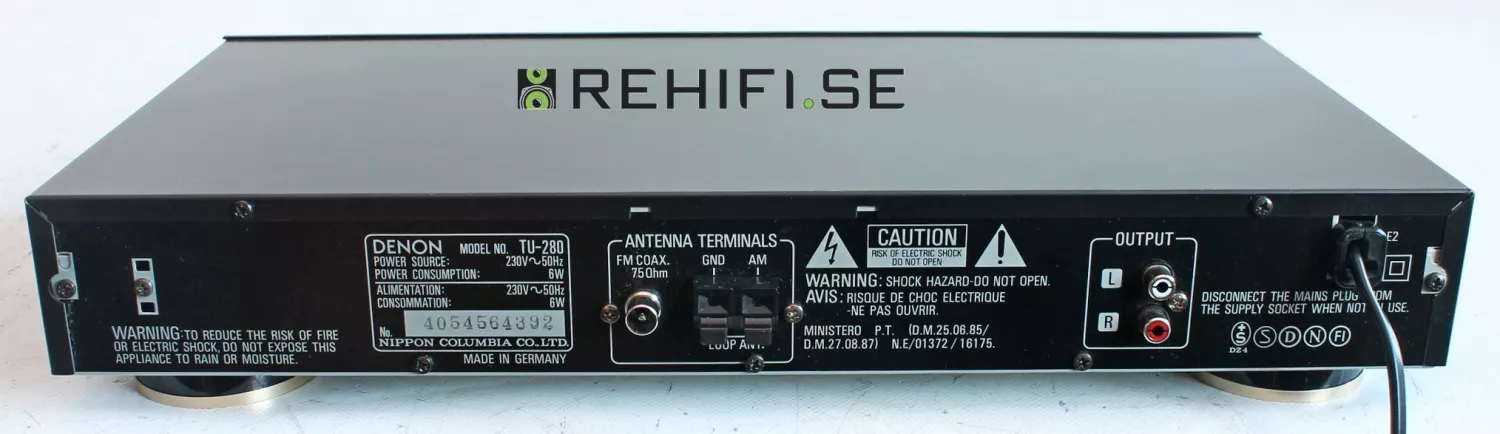 REHIFI.SE
DENON MODEL NO. TU-280
POWER SOURCE: 230V~50Hz
POWER CONSUMPTION: 6W
ALIMENTATION: 230V~50Hz
CONSOMMATION: 6W
No. 4054564392
NIPPON COLUMBIA CO.,LTD.
MADE IN GERMANY
WARNING: TO REDUCE THE RISK OF FIRE
OR ELECTRIC SHOCK, DO NOT EXPOSE THIS
APPLIANCE TO RAIN OR MOISTURE.
ANTENNA TERMINALS
FM COAX. GND AM
75Ohm
LOOP ANT.
CAUTION
RISK OF ELECTRIC SHOCK
DO NOT OPEN
WARNING: SHOCK HAZARD-DO NOT OPEN.
AVIS: RISQUE DE CHOC ELECTRIQUE
-NE PAS OUVRIR.
MINISTERO P.T. (D.M.25.06.85/
D.M.27.08.87) N.E/01372/16175.
OUTPUT
L
R
E2
DISCONNECT THE MAINS PLUG FROM
THE SUPPLY SOCKET WHEN NOT IN USE.
S S D N FI
DZ4